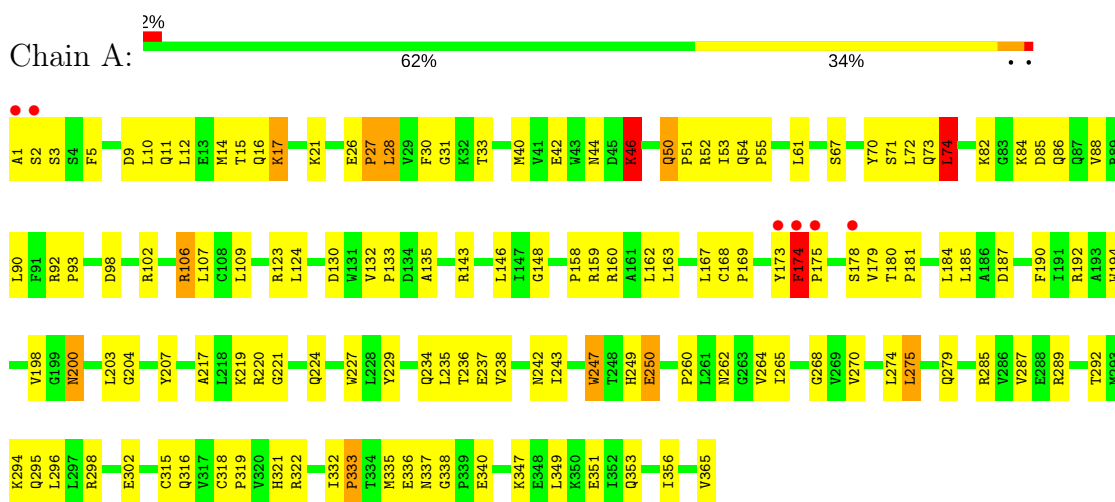 2%
Chain A:
62% 34% • •
A1 S2 S3 S4 F5 D9 L10 Q11 L12 E13 M14 T15 Q16 K17 K21 E26 P27 L28 V29 F30 G31 K32 T33 M40 V41 E42 W43 N44 D45 K46 Q50 P51 R52 I53 Q54 P55 L61 S67 Y70 S71 L72 Q73 L74 K82 G83 K84 D85 Q86 Q87 V88
L90 F91 R92 P93 D98 R102 R106 L107 C108 L109 R123 L124 D130 W131 V132 P133 D134 A135 R143 L146 I147 G148 P158 R159 R160 A161 L162 L163 L167 C168 P169 Y173 F174 P175 S178 V179 T180 P181 L184 L185 A186 D187 F190 I191 R192 A193
V198 G199 N200 L203 G204 Y207 A217 L218 K219 R220 G221 Q224 W227 L228 Y229 Q234 L235 T236 E237 V238 N242 I243 W247 T248 H249 E250 P260 L261 N262 G263 V264 I265 G268 V269 V270 L274 L275 Q279 R285 V286 V287 E288 R289 T292
K294 Q295 L296 L297 R298 E302 C315 Q316 V317 C318 P319 V320 H321 R322 I332 P333 T334 M335 E336 N337 G338 P339 E340 K347 E348 L349 K350 E351 I352 Q353 I356 V365